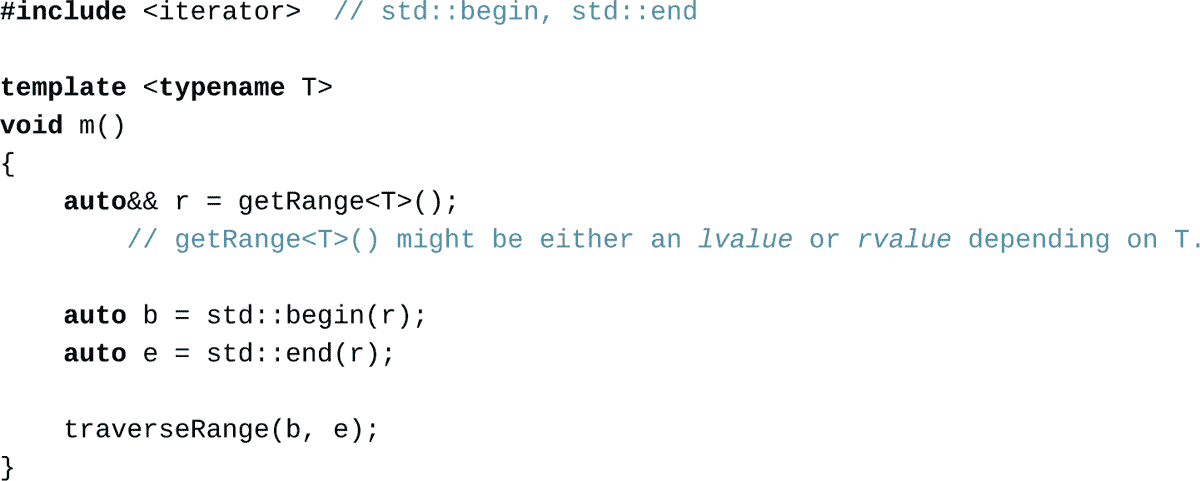 #include <iterator>  // std::begin, std::end

template <typename T>
void m()
{
    auto&& r = getRange<T>();
        // getRange<T>() might be either an lvalue or rvalue depending on T.

    auto b = std::begin(r);
    auto e = std::end(r);

    traverseRange(b, e);
}